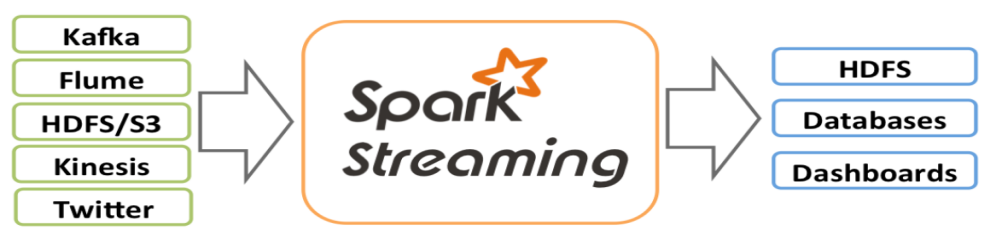 Kafka
Flume
HDFS/S3
Kinesis
Twitter
Spark
Streaming
HDFS
Databases
Dashboards